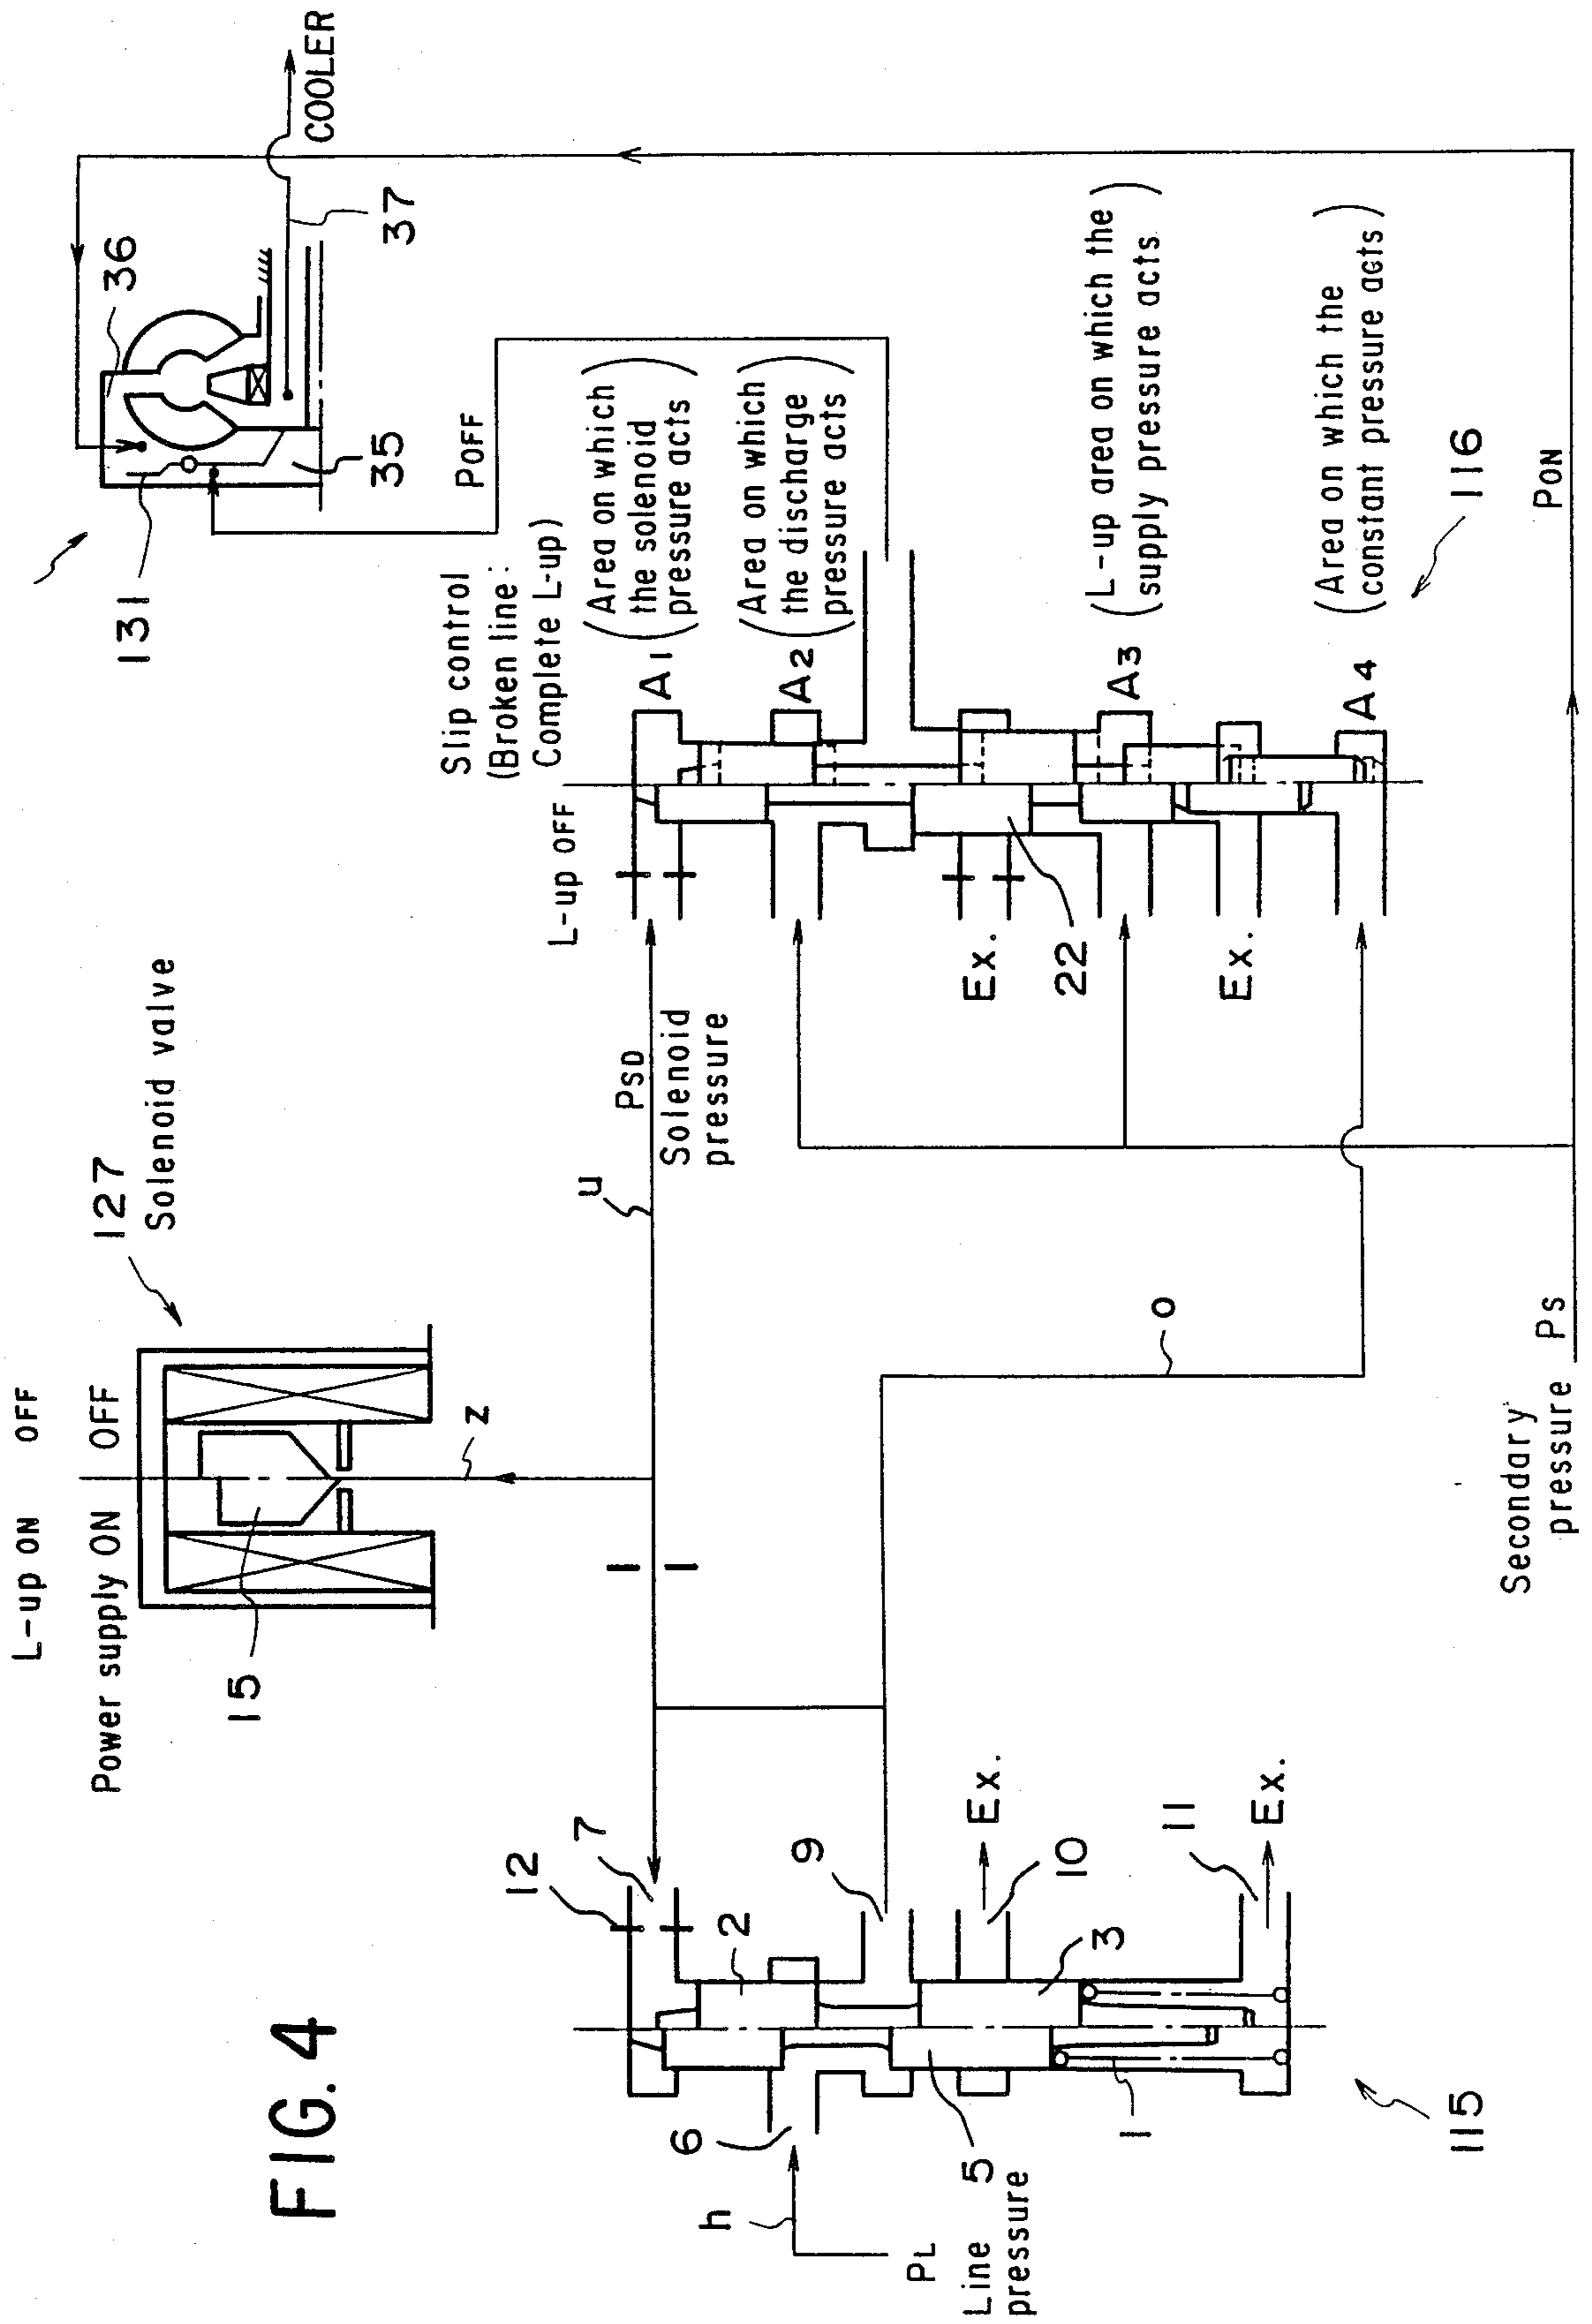 FIG. 4
L-up ON OFF
Power supply ON OFF
15
127
Solenoid valve
z
131
36
35
37
COOLER
POFF
Slip control
(Broken line:
Complete L-up)
L-up OFF
A1
(Area on which
the solenoid
pressure acts)
A2
(Area on which
the discharge
pressure acts)
A3
(L-up area on which the
supply pressure acts)
A4
(Area on which the
constant pressure acts)
116
PON
u
PSD
Solenoid
pressure
Ex.
22
Ex.
o
Secondary
pressure PS
12
7
2
9
Ex.
10
3
11
Ex.
6
h
PL
Line
pressure
5
1
115